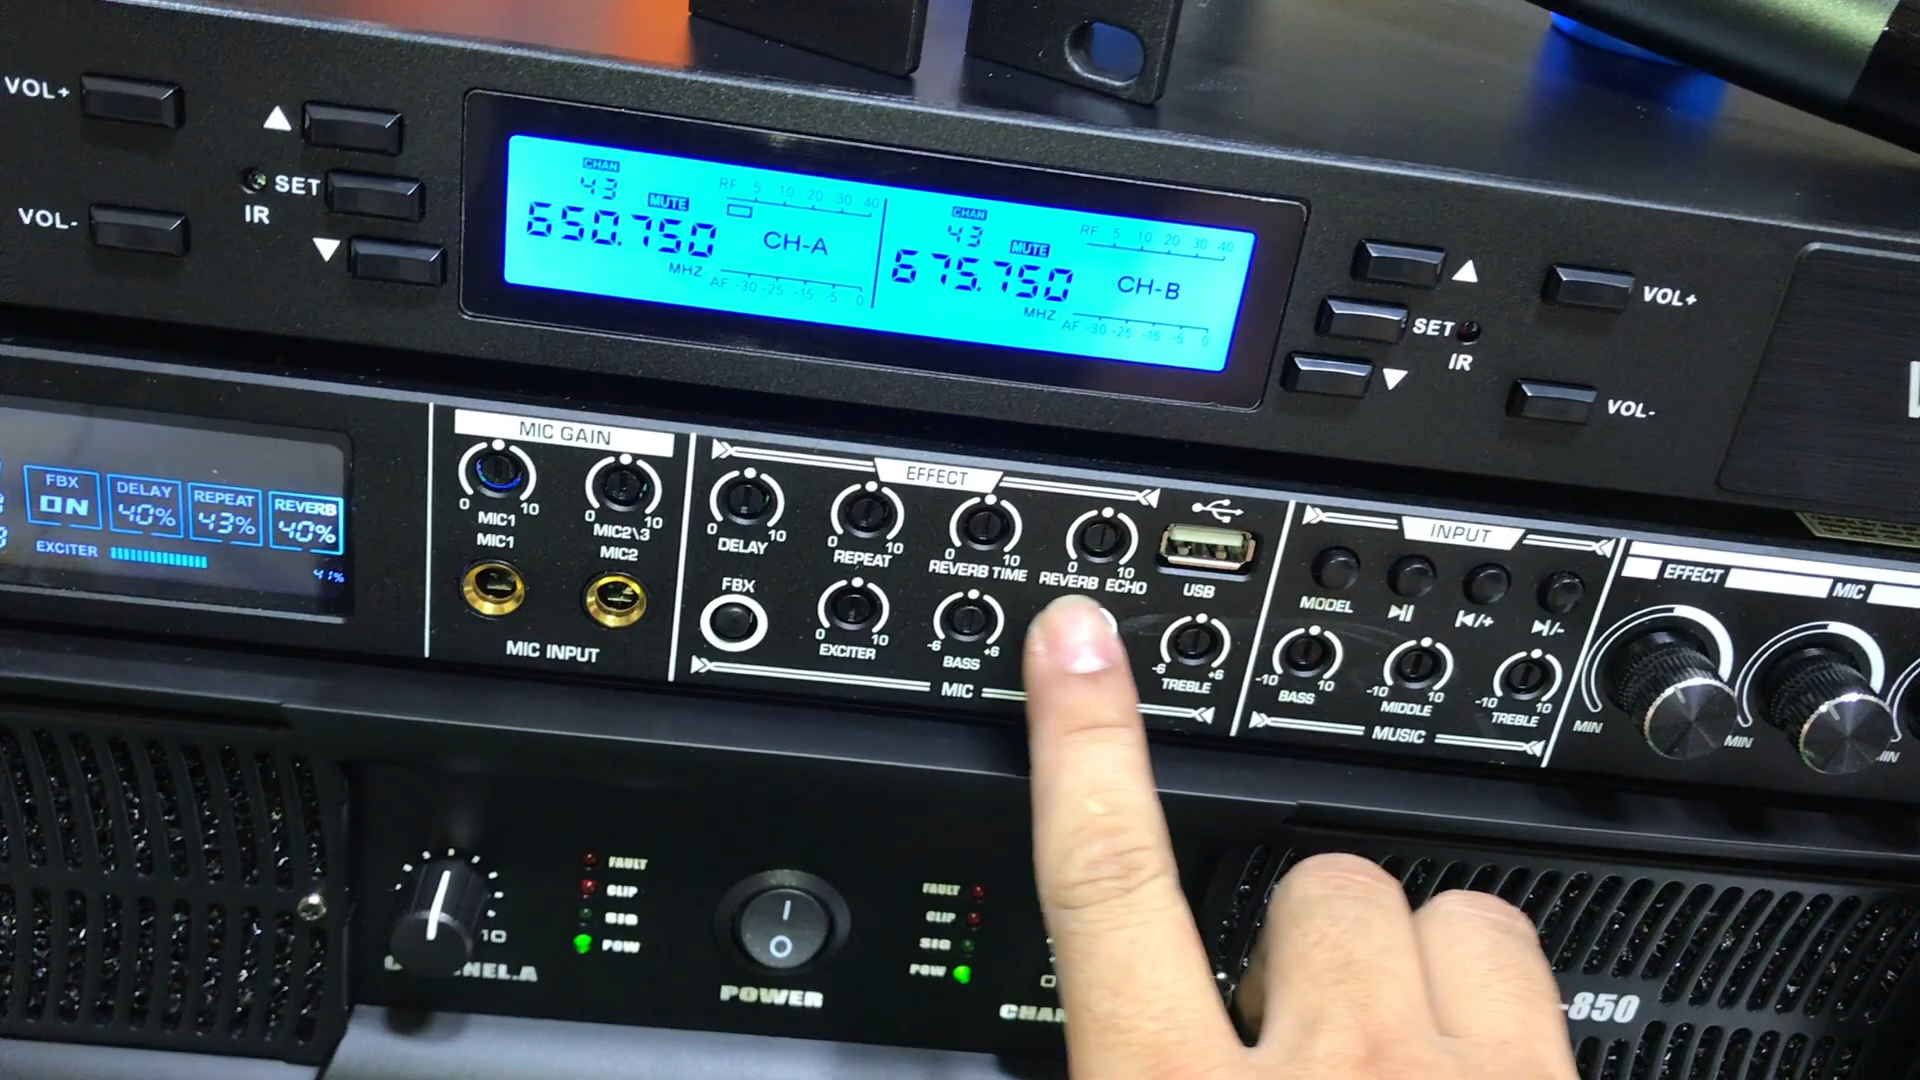 VOL+
SET
IR
VOL-
CHAN
43
MUTE
650.750
MHZ
RF 5 10 20 30 40
CH-A
AF -30 -25 -15 -5 0
CHAN
43
MUTE
675.750
MHZ
RF 5 10 20 30 40
CH-B
AF -30 -25 -15 -5 0
SET
IR
VOL+
VOL-
FBX
ON
DELAY
40%
REPEAT
43%
REVERB
40%
EXCITER
41%
MIC GAIN
0 10
MIC1
MIC1
0 10
MIC2\3
MIC2
MIC INPUT
EFFECT
0 10
DELAY
0 10
REPEAT
0 10
REVERB TIME
0 10
REVERB ECHO
USB
FBX
0 10
EXCITER
-6 +6
BASS
-6 +6
TREBLE
MIC
INPUT
MODEL
-10 10
BASS
-10 10
MIDDLE
-10 10
TREBLE
MUSIC
EFFECT
MIC
MIN
MIN
FAULT
CLIP
SIG
POW
10
POWER
FAULT
CLIP
SIG
POW
-850